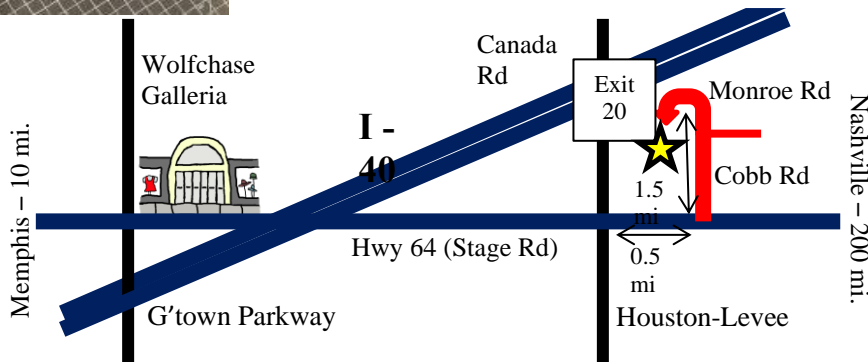 Canada
Rd
Wolfchase
Galleria
Exit
20
Monroe Rd
I -
40
Memphis – 10 mi.
Nashville – 200 mi.
Cobb Rd
1.5
mi
Hwy 64 (Stage Rd)
0.5
mi
G'town Parkway
Houston-Levee